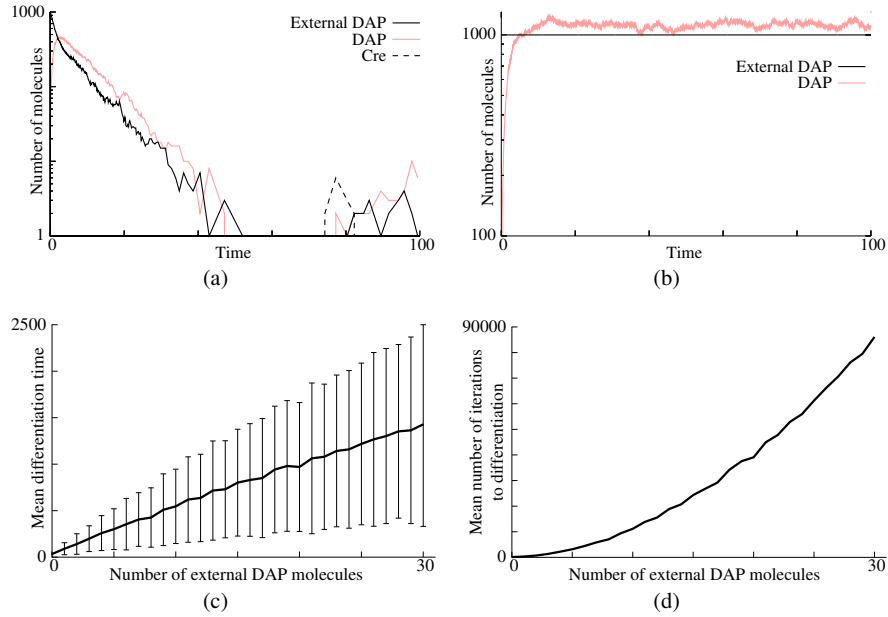 1000
Number of molecules
1
0
Time
100
External DAP
DAP
Cre
(a)
1000
Number of molecules
100
0
Time
100
External DAP
DAP
(b)
2500
Mean differentiation time
0
0
Number of external DAP molecules
30
(c)
90000
Mean number of iterations
to differentiation
0
0
Number of external DAP molecules
30
(d)